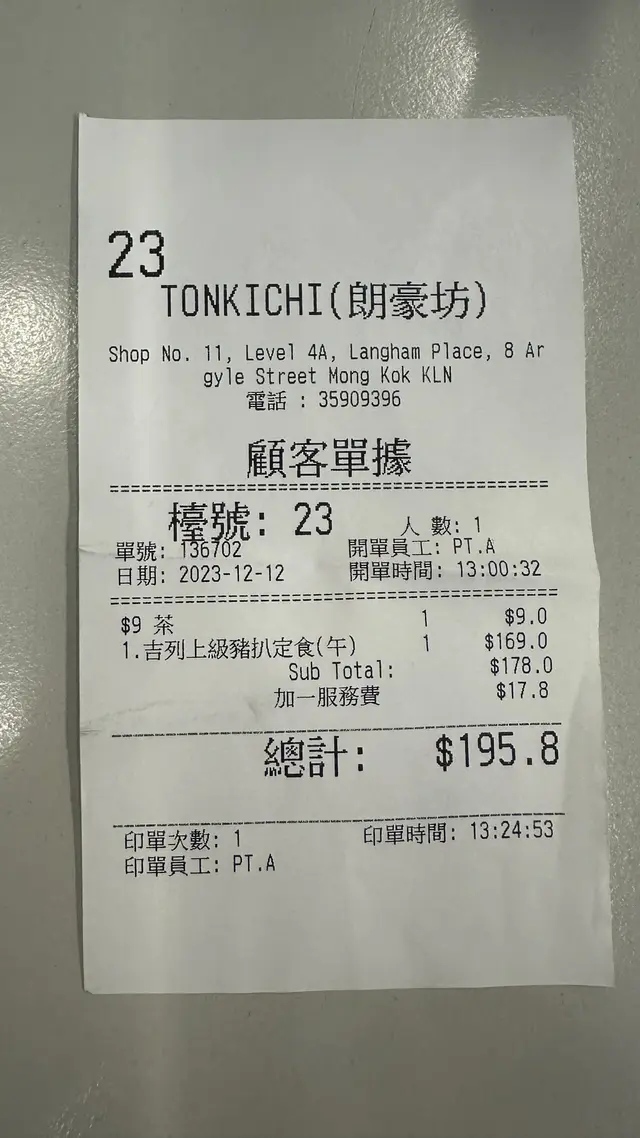 23
TONKICHI(朗豪坊)
Shop No. 11, Level 4A, Langham Place, 8 Ar
gyle Street Mong Kok KLN
電話 : 35909396
顧客單據
檯號: 23 人 數: 1
單號: 136702 開單員工: PT.A
日期: 2023-12-12 開單時間: 13:00:32
$9 茶 1 $9.0
1.吉列上級豬扒定食(午) 1 $169.0
Sub Total: $178.0
加一服務費 $17.8
總計: $195.8
印單次數: 1 印單時間: 13:24:53
印單員工: PT.A